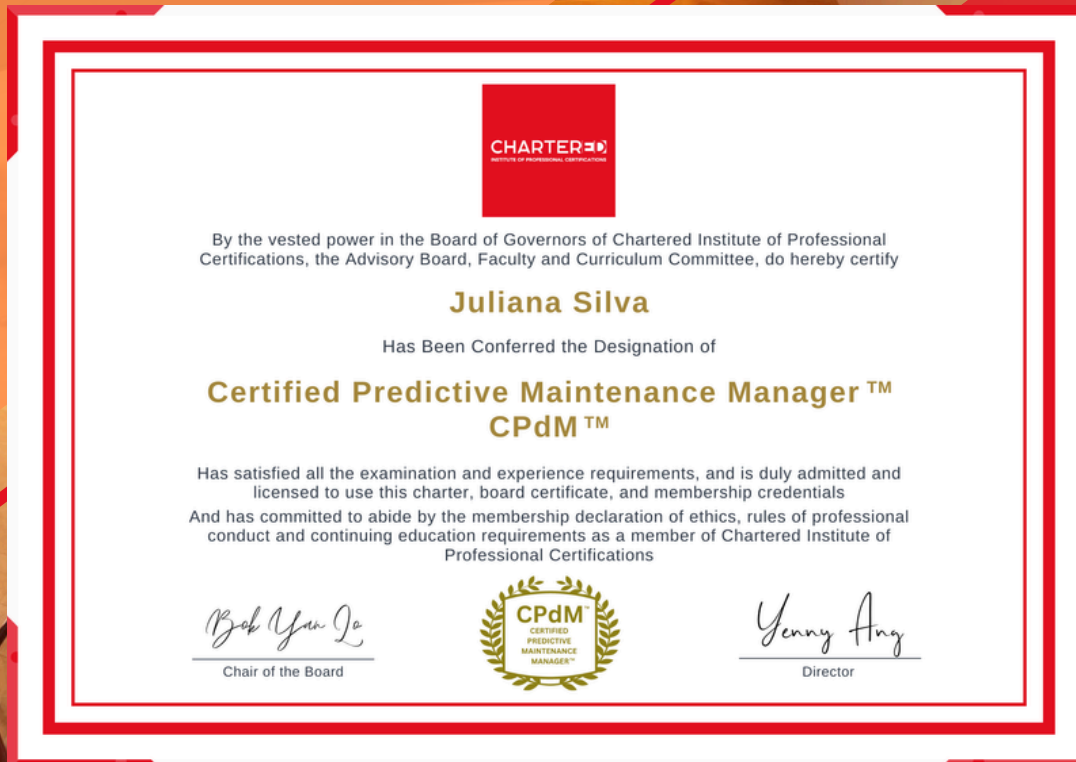 CHARTERED
INSTITUTE OF PROFESSIONAL CERTIFICATIONS
By the vested power in the Board of Governors of Chartered Institute of Professional
Certifications, the Advisory Board, Faculty and Curriculum Committee, do hereby certify
Juliana Silva
Has Been Conferred the Designation of
Certified Predictive Maintenance Manager ™
CPdM ™
Has satisfied all the examination and experience requirements, and is duly admitted and
licensed to use this charter, board certificate, and membership credentials
And has committed to abide by the membership declaration of ethics, rules of professional
conduct and continuing education requirements as a member of Chartered Institute of
Professional Certifications
Bok Yan Lo
Chair of the Board
CPdM™
CERTIFIED
PREDICTIVE
MAINTENANCE
MANAGER™
Yenny Ang
Director